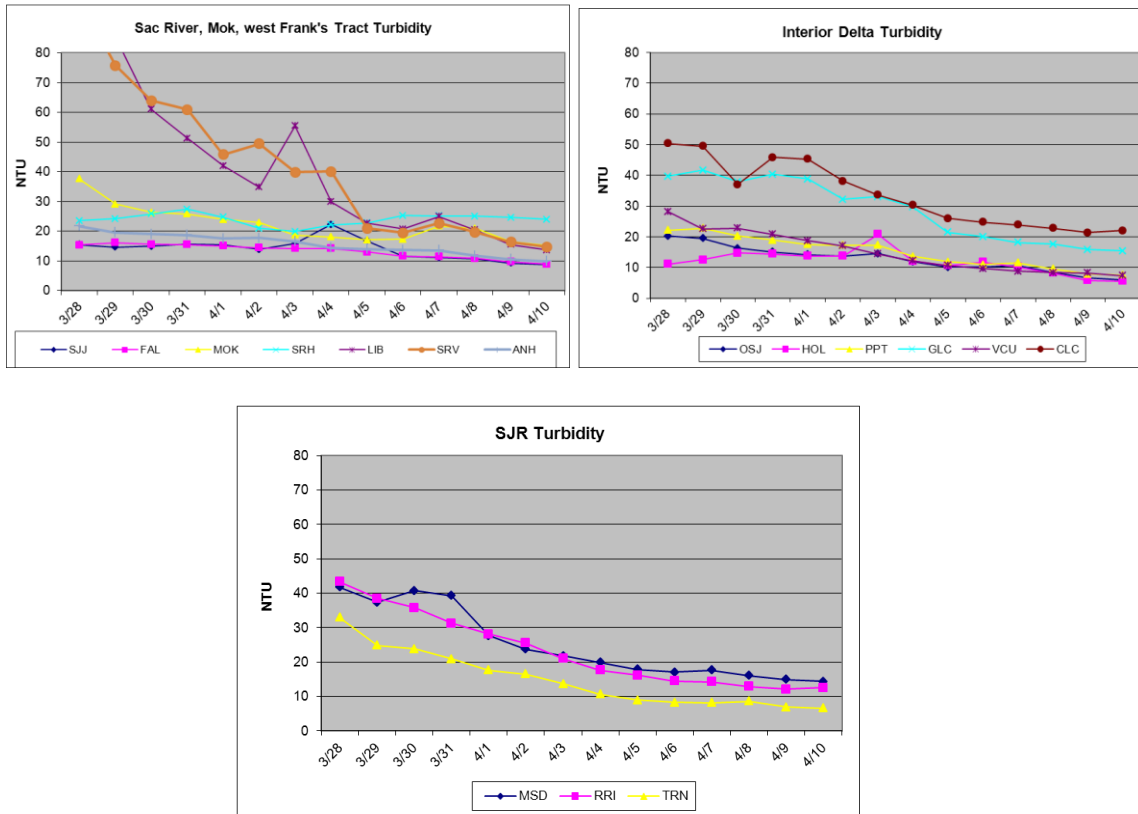 Sac River, Mok, west Frank's Tract Turbidity
80
70
60
50
40
30
20
10
0
NTU
3/28 3/29 3/30 3/31 4/1 4/2 4/3 4/4 4/5 4/6 4/7 4/8 4/9 4/10
SJJ FAL MOK SRH LIB SRV ANH
Interior Delta Turbidity
80
70
60
50
40
30
20
10
0
NTU
3/28 3/29 3/30 3/31 4/1 4/2 4/3 4/4 4/5 4/6 4/7 4/8 4/9 4/10
OSJ HOL PPT GLC VCU CLC
SJR Turbidity
80
70
60
50
40
30
20
10
0
NTU
3/28 3/29 3/30 3/31 4/1 4/2 4/3 4/4 4/5 4/6 4/7 4/8 4/9 4/10
MSD RRI TRN